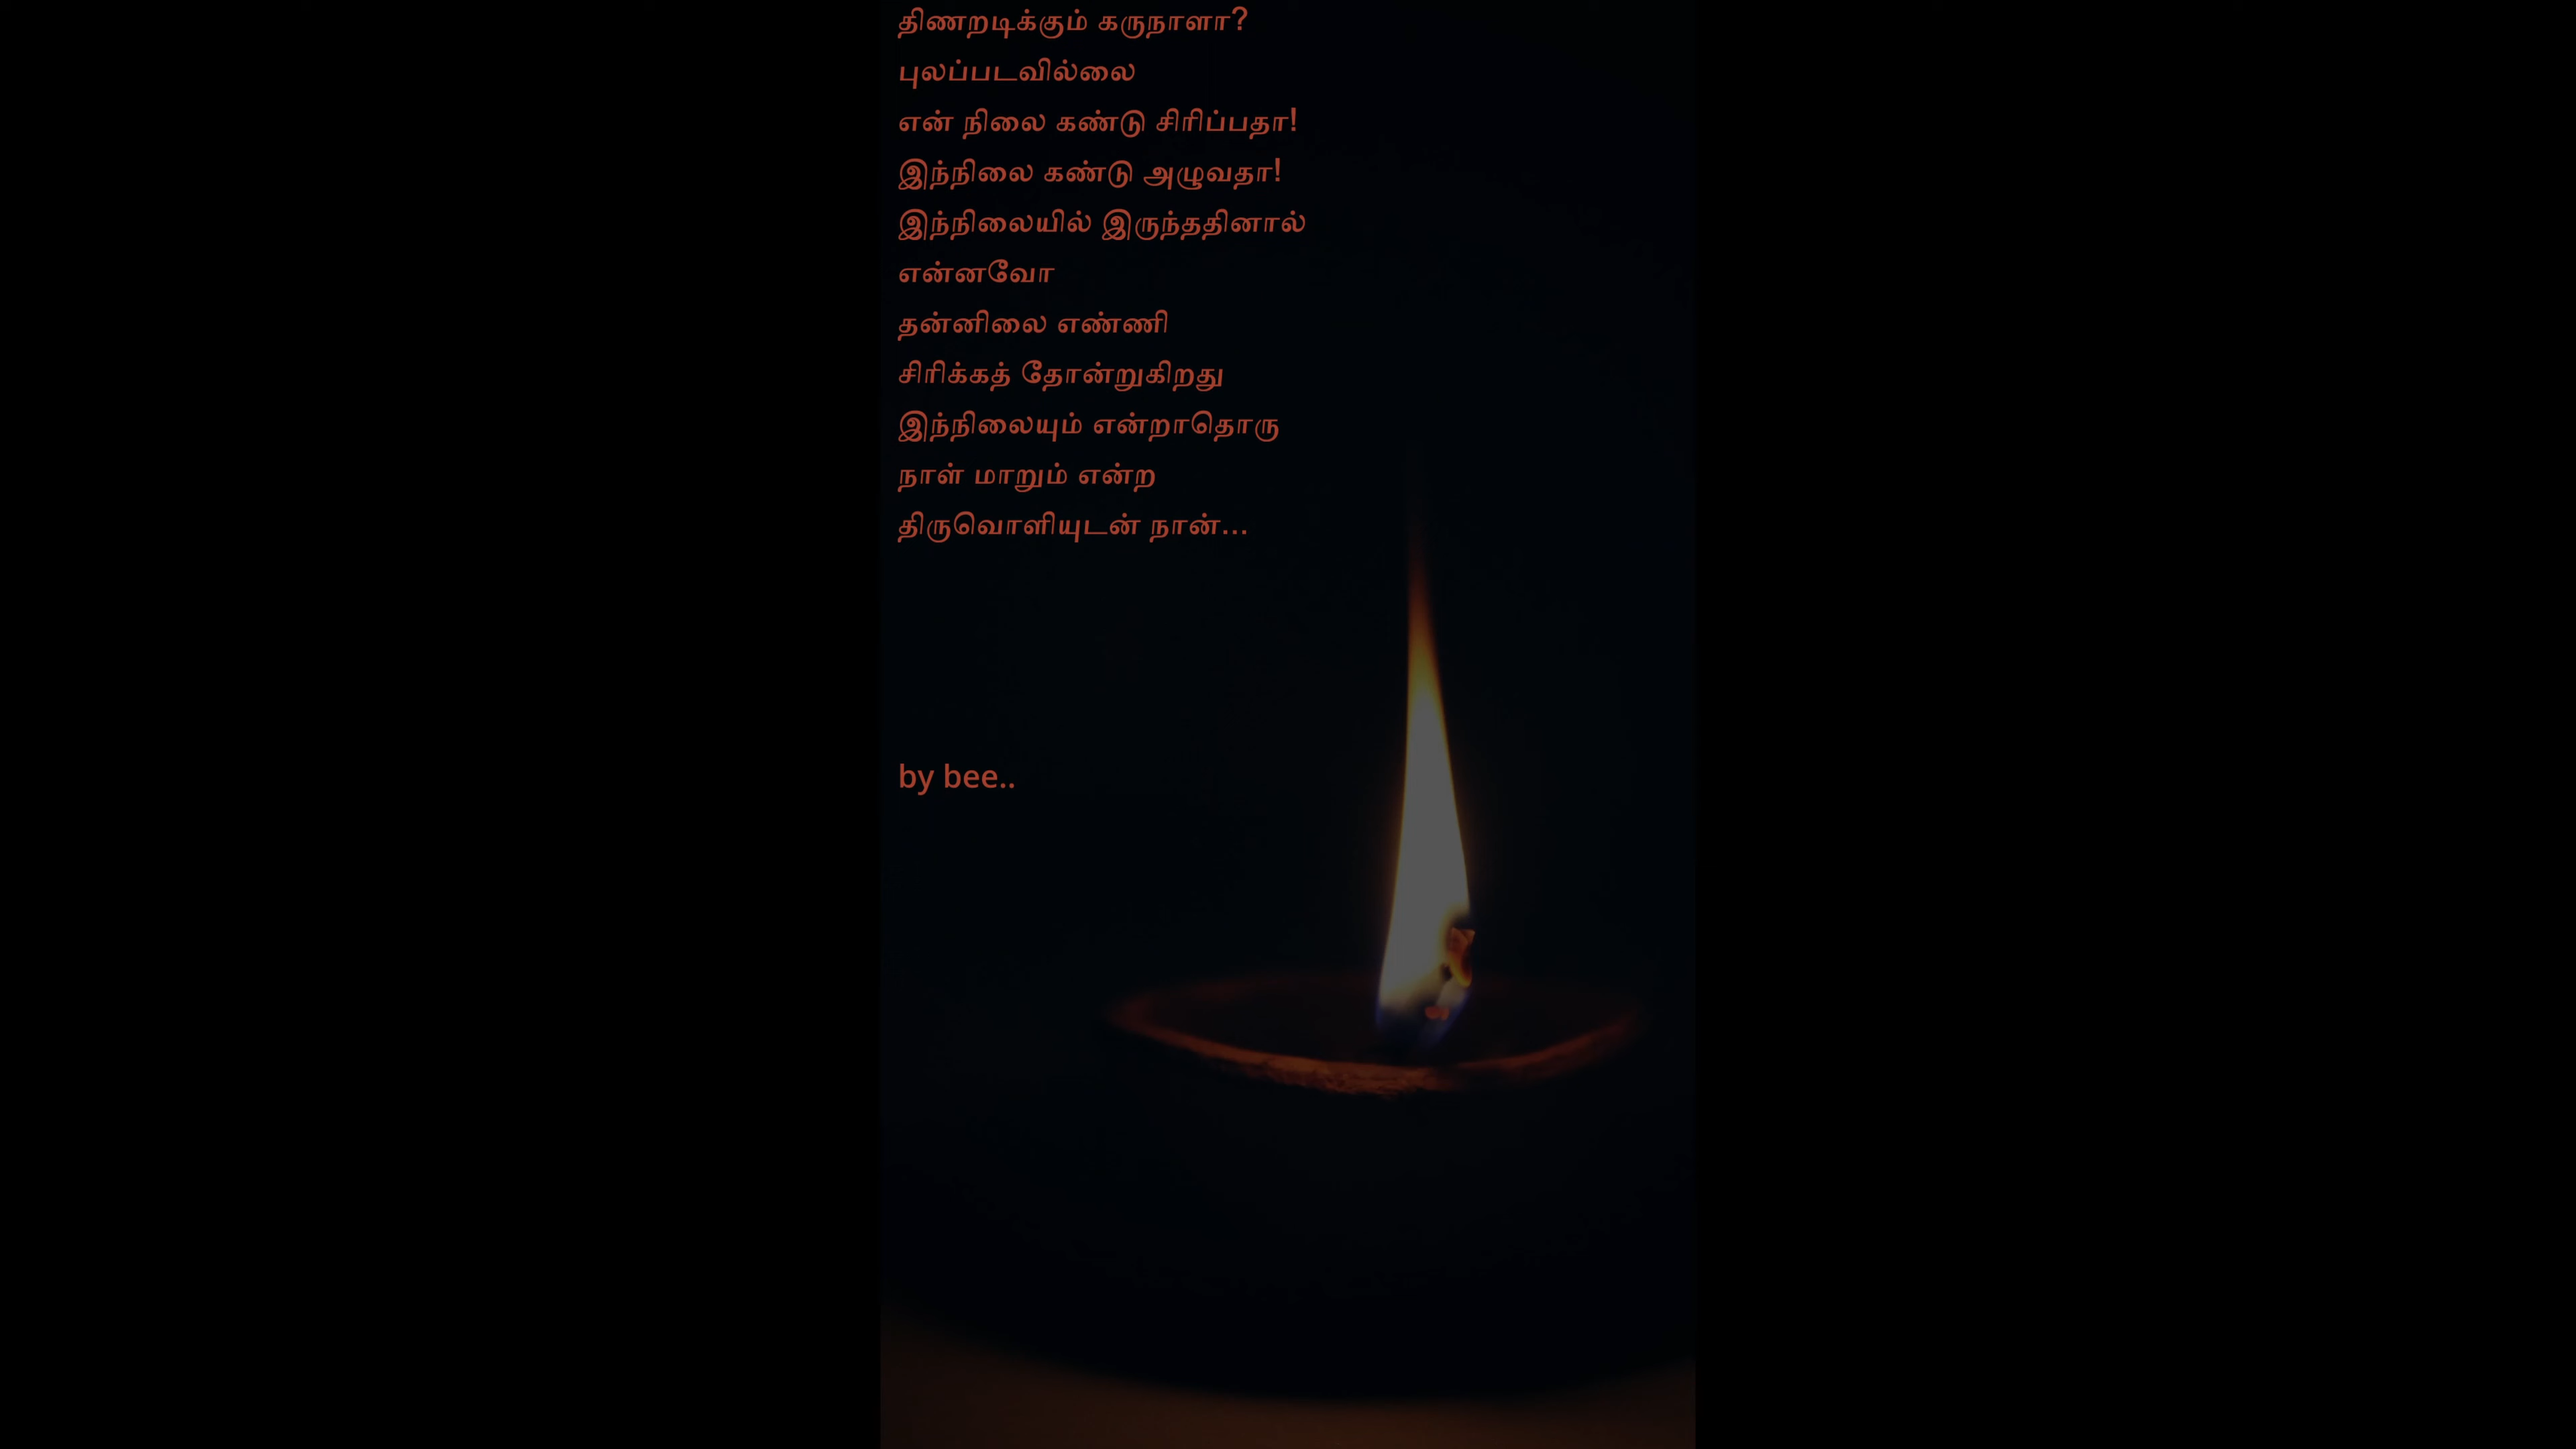 திணறடிக்கும் கருநாளா?
புலப்படவில்லை
என் நிலை கண்டு சிரிப்பதா!
இந்நிலை கண்டு அழுவதா!
இந்நிலையில் இருந்ததினால்
என்னவோ
தன்னிலை எண்ணி
சிரிக்கத் தோன்றுகிறது
இந்நிலையும் என்றாதொரு
நாள் மாறும் என்ற
திருவொளியுடன் நான்...
by bee..